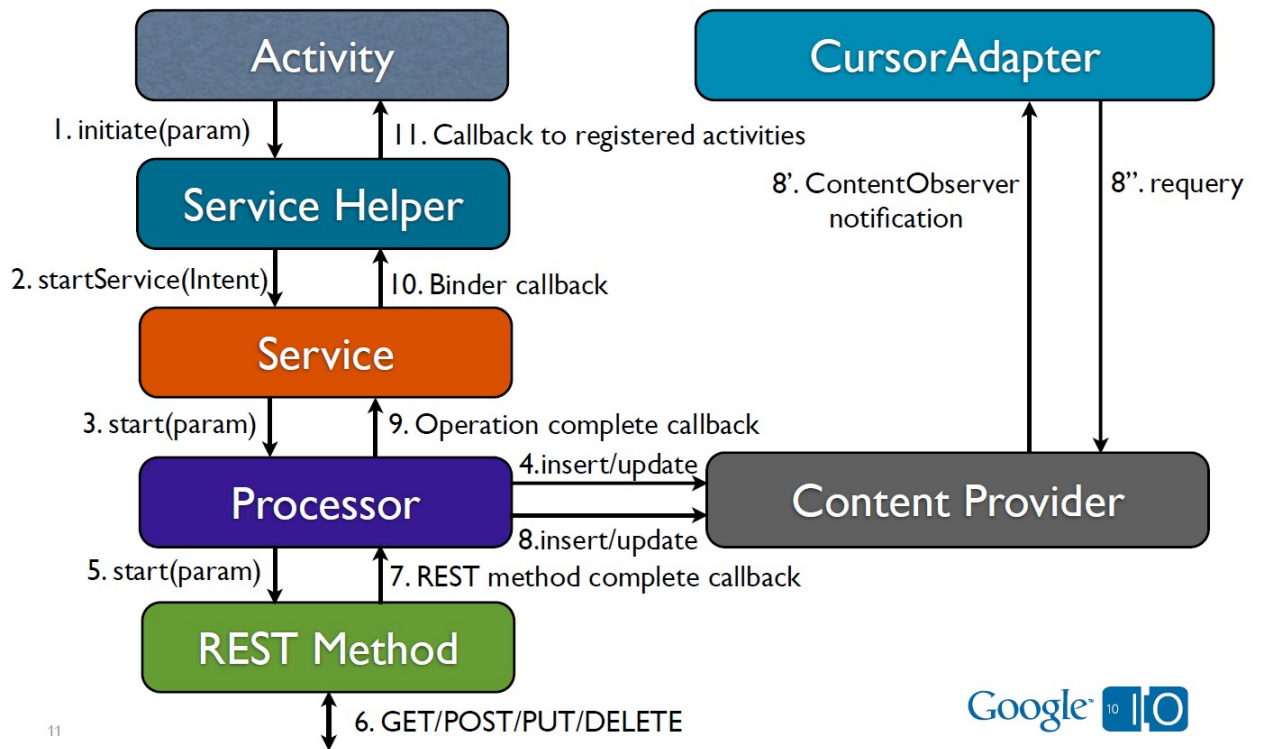 Activity
CursorAdapter
1. initiate(param)
11. Callback to registered activities
Service Helper
8'. ContentObserver
notification
8''. requery
2. startService(Intent)
10. Binder callback
Service
3. start(param)
9. Operation complete callback
4.insert/update
Processor
Content Provider
8.insert/update
5. start(param)
7. REST method complete callback
REST Method
6. GET/POST/PUT/DELETE
Google™ 10 IO
11